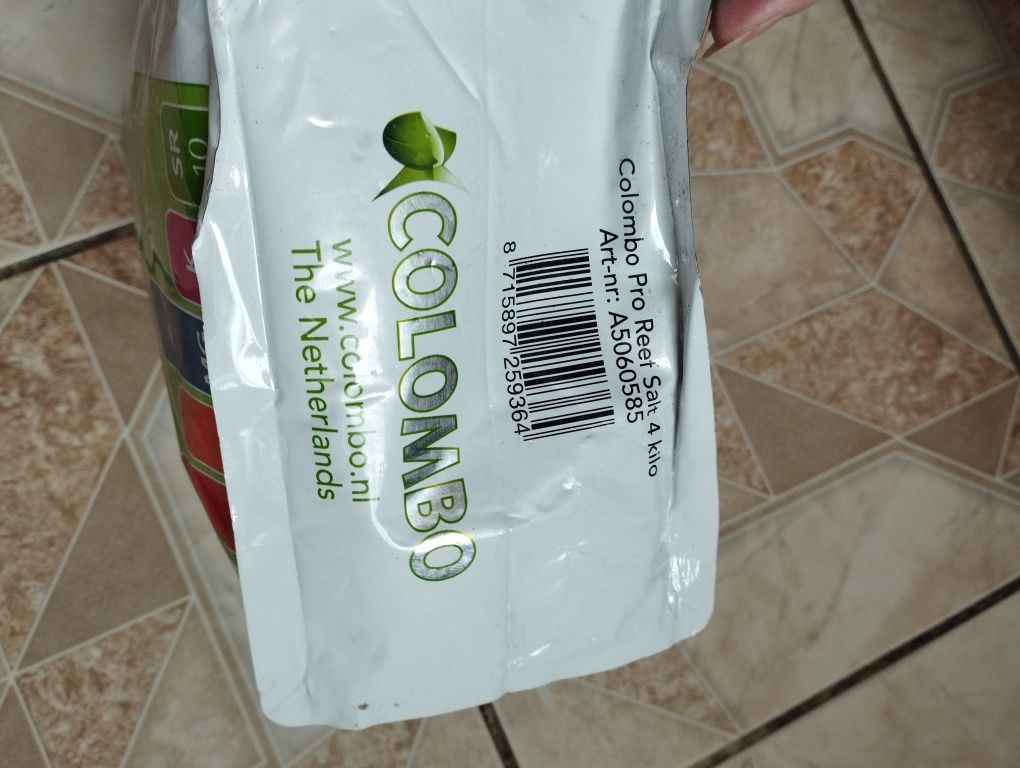 Colombo Pro Reef Salt 4 kilo
Art-nr: A5060585
8 715897 259364
COLOMBO
www.colombo.nl
The Netherlands
SR
10
K
MG